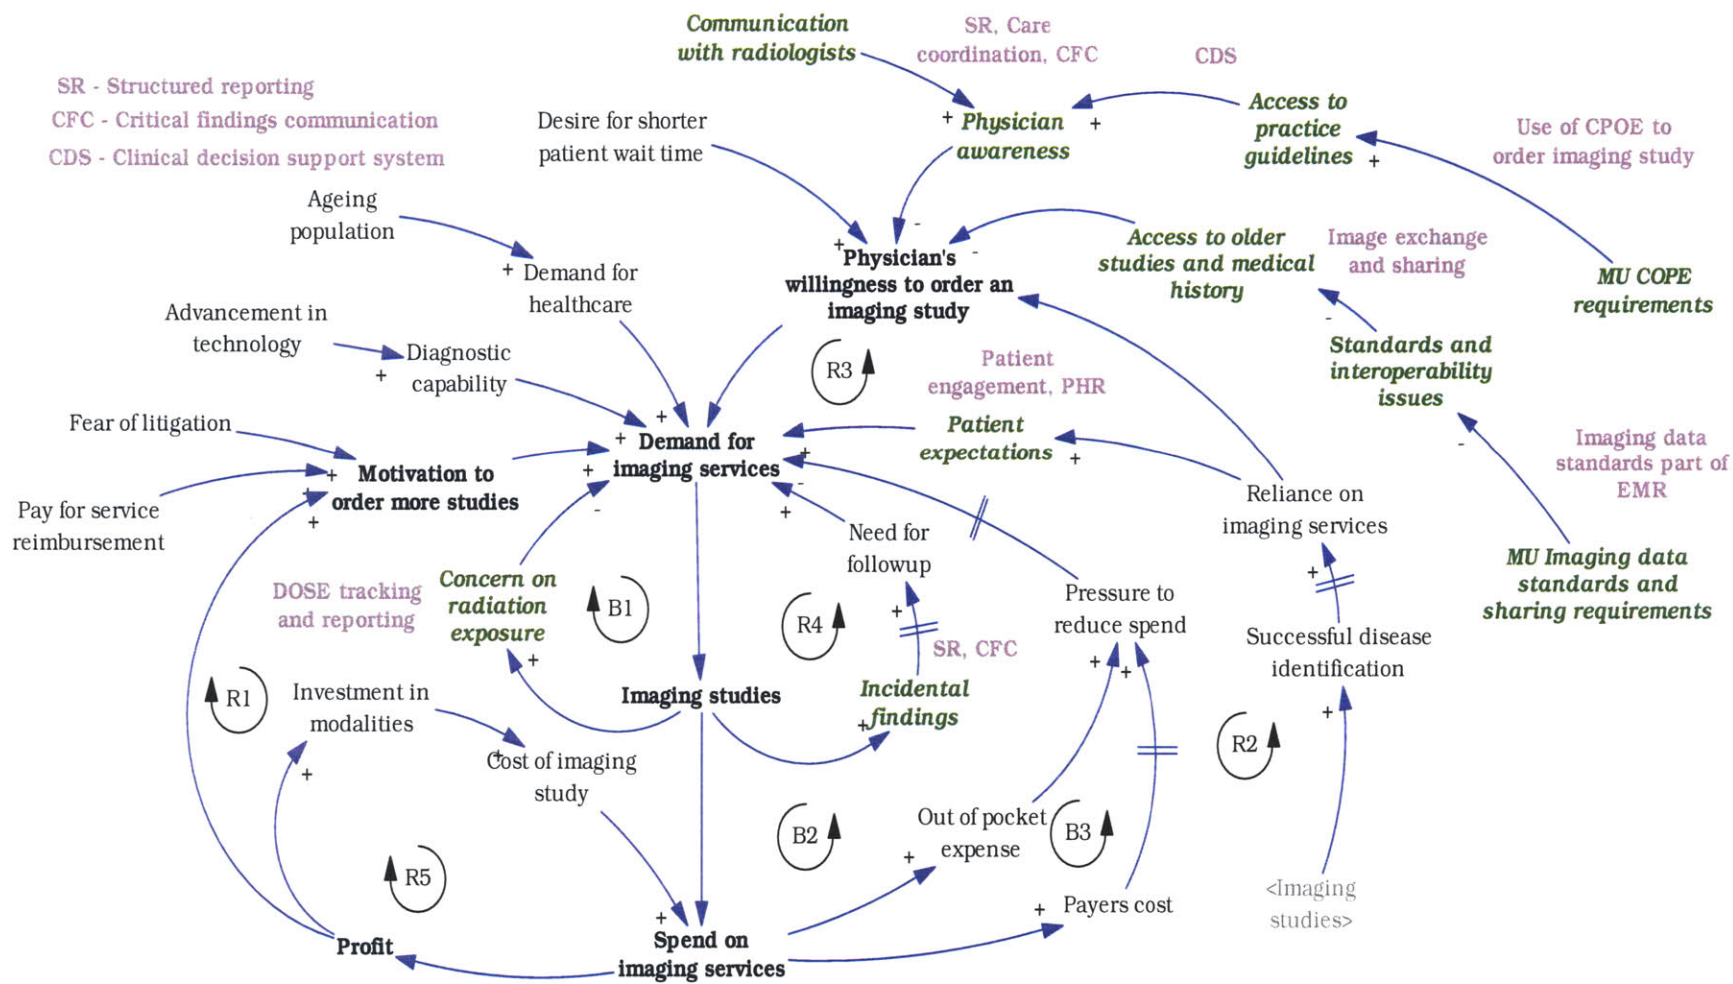 Communication
with radiologists
SR, Care
coordination, CFC
CDS
SR - Structured reporting
CFC - Critical findings communication
CDS - Clinical decision support system
Desire for shorter
patient wait time
+
Physician
awareness
+
Access to
practice
guidelines
+
Use of CPOE to
order imaging study
Ageing
population
+
Demand for
healthcare
+
-
-
Physician's
willingness to order an
imaging study
Access to older
studies and medical
history
Image exchange
and sharing
MU COPE
requirements
Advancement in
technology
+
Diagnostic
capability
R3
Patient
engagement, PHR
-
Standards and
interoperability
issues
Fear of litigation
+
+
Demand for
imaging services
+
-
Patient
expectations
+
-
Imaging data
standards part of
EMR
Pay for service
reimbursement
+
+
+
Motivation to
order more studies
+
-
+
Need for
followup
Reliance on
imaging services
MU Imaging data
standards and
sharing requirements
DOSE tracking
and reporting
Concern on
radiation
exposure
+
B1
R4
+
SR, CFC
Pressure to
reduce spend
+
+
+
Successful disease
identification
+
R1
Investment in
modalities
+
Imaging studies
Incidental
findings
+
R2
+
Cost of imaging
study
B2
Out of pocket
expense
+
B3
R5
<Imaging
studies>
Payers cost
+
Profit
+
Spend on
imaging services